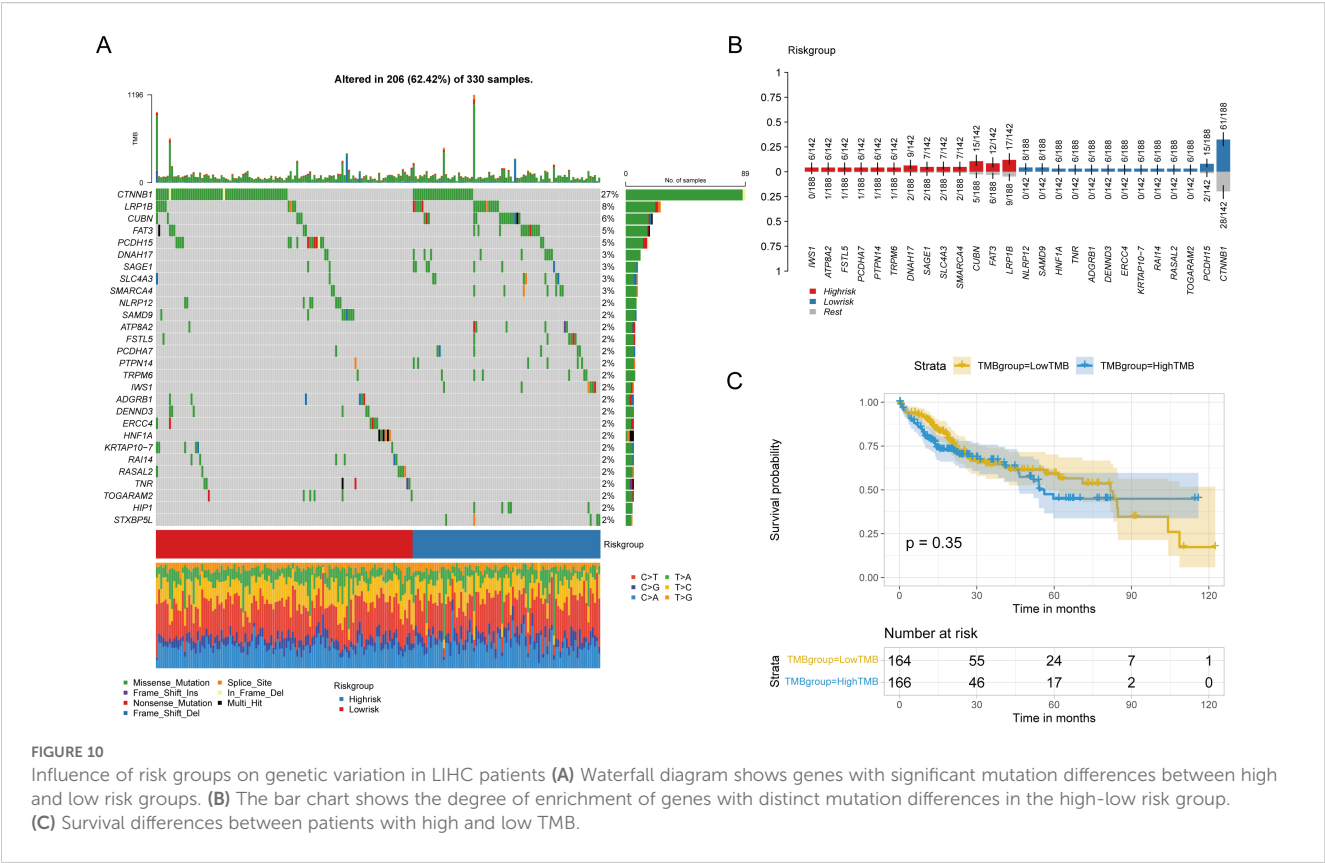 A
Altered in 206 (62.42%) of 330 samples.
1196
TMB
0
0
89
No. of samples
CTNNB1 27%
LRP1B 8%
CUBN 6%
FAT3 5%
PCDH15 5%
DNAH17 3%
SAGE1 3%
SLC4A3 3%
SMARCA4 3%
NLRP12 2%
SAMD9 2%
ATP8A2 2%
FSTL5 2%
PCDHA7 2%
PTPN14 2%
TRPM6 2%
IWS1 2%
ADGRB1 2%
DENND3 2%
ERCC4 2%
HNF1A 2%
KRTAP10−7 2%
RAI14 2%
RASAL2 2%
TNR 2%
TOGARAM2 2%
HIP1 2%
STXBP5L 2%
Riskgroup
C>T T>A
C>G T>C
C>A T>G
Missense_Mutation Splice_Site
Frame_Shift_Ins In_Frame_Del
Nonsense_Mutation Multi_Hit
Frame_Shift_Del
Riskgroup
Highrisk
Lowrisk
B
Riskgroup
1
0.75
0.5
0.25
0
0.25
0.5
0.75
1
6/142 6/142 6/142 6/142 6/142 6/142 9/142 7/142 7/142 7/142 15/142 12/142 17/142 8/188 8/188 6/188 6/188 6/188 6/188 6/188 6/188 6/188 6/188 6/188 15/188 61/188
0/188 1/188 1/188 1/188 1/188 1/188 2/188 2/188 2/188 2/188 5/188 6/188 9/188 1/142 1/142 0/142 0/142 0/142 0/142 0/142 0/142 0/142 0/142 0/142 2/142 28/142
IWS1 ATP8A2 FSTL5 PCDHA7 PTPN14 TRPM6 DNAH17 SAGE1 SLC4A3 SMARCA4 CUBN FAT3 LRP1B NLRP12 SAMD9 HNF1A TNR ADGRB1 DENND3 ERCC4 KRTAP10−7 RAI14 RASAL2 TOGARAM2 PCDH15 CTNNB1
Highrisk
Lowrisk
Rest
C
Strata TMBgroup=LowTMB TMBgroup=HighTMB
Survival probability
1.00
0.75
0.50
0.25
0.00
p = 0.35
0 30 60 90 120
Time in months
Number at risk
Strata
TMBgroup=LowTMB 164 55 24 7 1
TMBgroup=HighTMB 166 46 17 2 0
0 30 60 90 120
Time in months
FIGURE 10
Influence of risk groups on genetic variation in LIHC patients (A) Waterfall diagram shows genes with significant mutation differences between high
and low risk groups. (B) The bar chart shows the degree of enrichment of genes with distinct mutation differences in the high-low risk group.
(C) Survival differences between patients with high and low TMB.